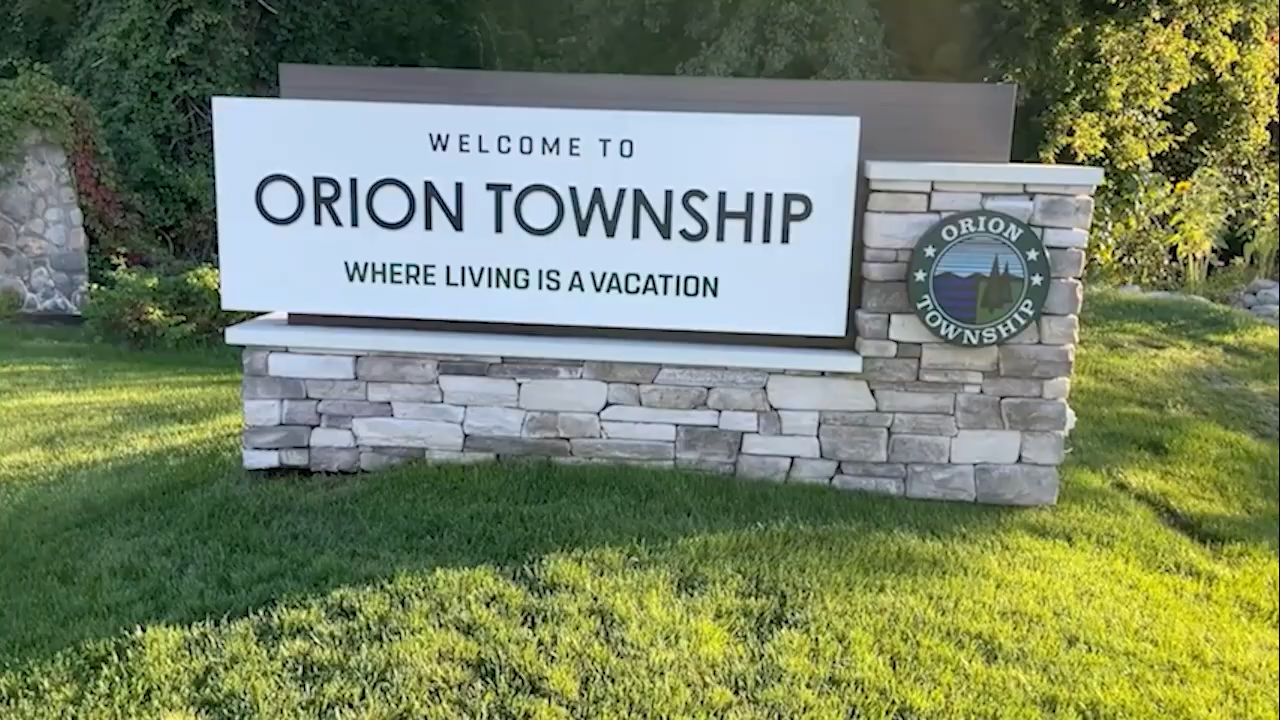 WELCOME TO
ORION TOWNSHIP
WHERE LIVING IS A VACATION
ORION
TOWNSHIP